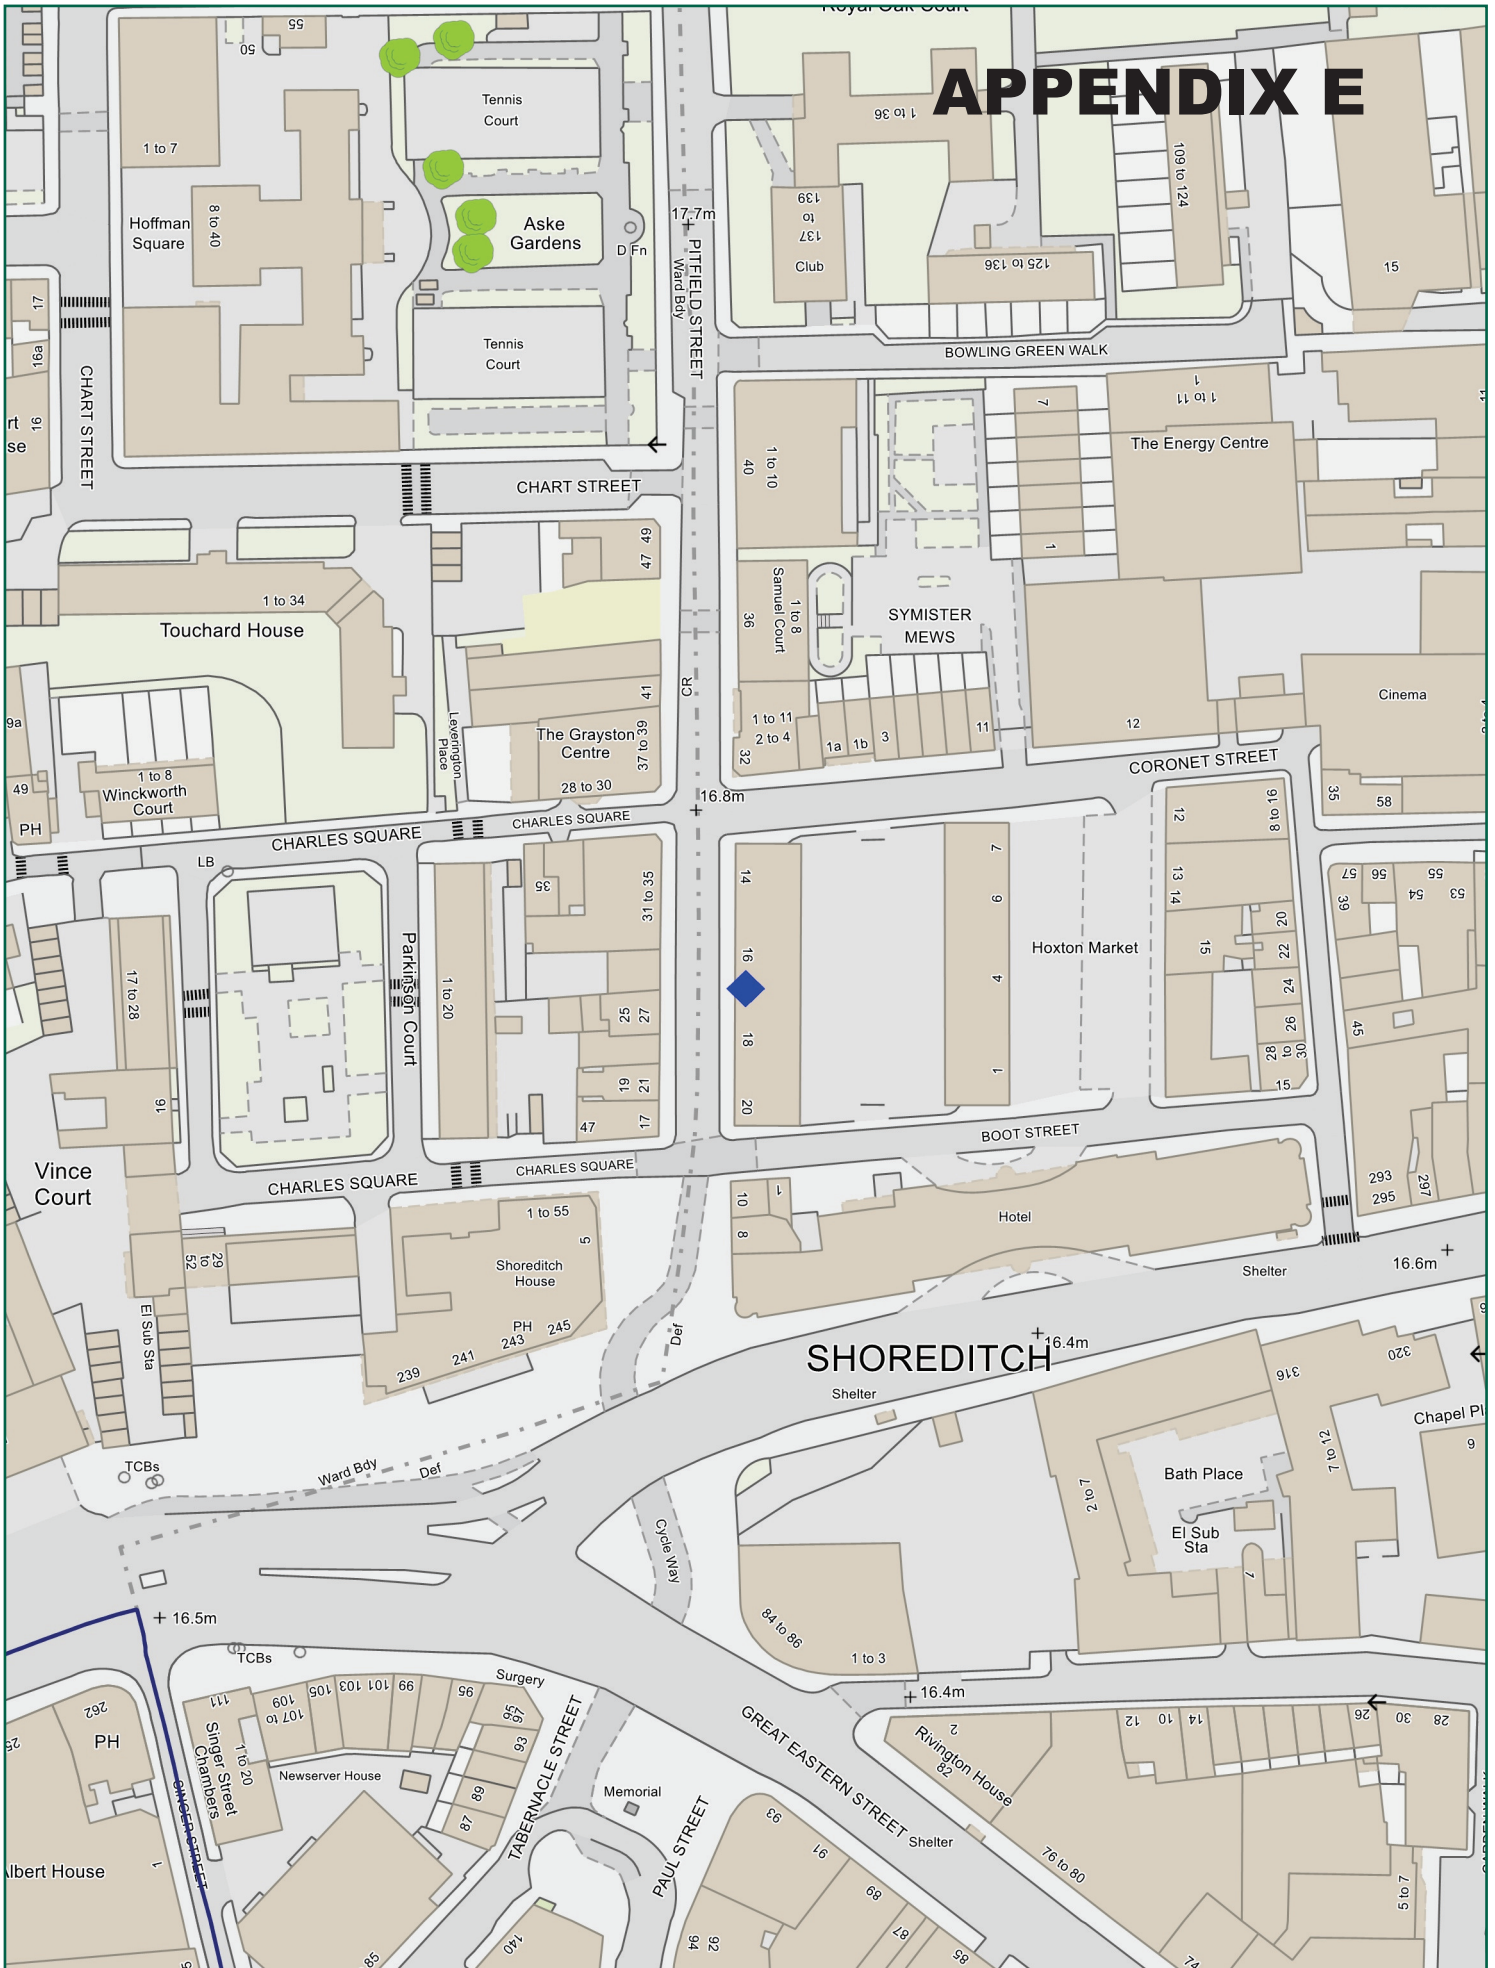 Royal Oak Court
APPENDIX E
55
50
Tennis
Court
1 to 7
1 to 36
109 to 124
Hoffman
Square
8 to 40
Aske
Gardens
D Fn
17.7m
PITFIELD STREET
Ward Bdy
139
to
137
Club
125 to 136
15
17
16a
16
CHART STREET
Tennis
Court
BOWLING GREEN WALK
1
1 to 11
The Energy Centre
7
1
40
1 to 10
CHART STREET
49
47
1 to 34
Touchard House
36
Samuel Court
1 to 8
SYMISTER
MEWS
CR
41
Leverington
Place
The Grayston
Centre
37 to 39
28 to 30
1 to 11
2 to 4
32
1a
1b
3
11
12
Cinema
9a
49
PH
1 to 8
Winckworth
Court
16.8m
CORONET STREET
35
58
CHARLES SQUARE
CHARLES SQUARE
LB
35
31 to 35
14
16
18
20
7
6
4
1
Hoxton Market
12
8 to 16
13
14
15
20
22
24
26
28
to
30
15
57
56
55
54
53
39
45
17 to 28
16
Parkinson Court
1 to 20
25
27
19
21
17
47
BOOT STREET
CHARLES SQUARE
CHARLES SQUARE
Vince
Court
293
295
297
10
1
8
Hotel
1 to 55
5
Shoreditch
House
52
to
29
El Sub Sta
PH
239
241
243
245
Def
Shelter
16.6m
16.4m
SHOREDITCH
Shelter
316
320
Chapel Pl
9
7 to 12
2 to 7
Bath Place
El Sub
Sta
7
TCBs
Ward Bdy
Def
Cycle Way
84 to 86
1 to 3
16.5m
TCBs
Surgery
111
109
107 to
105
103
101
99
95
95
97
93
89
87
16.4m
262
PH
25
Singer Street
Chambers
1 to 20
SINGER STREET
Newserver House
TABERNACLE STREET
Memorial
PAUL STREET
GREAT EASTERN STREET
Shelter
2
Rivington House
82
76 to 80
12
10
14
26
30
28
lbert House
1
85
140
94
92
93
91
89
87
85
74
5 to 7